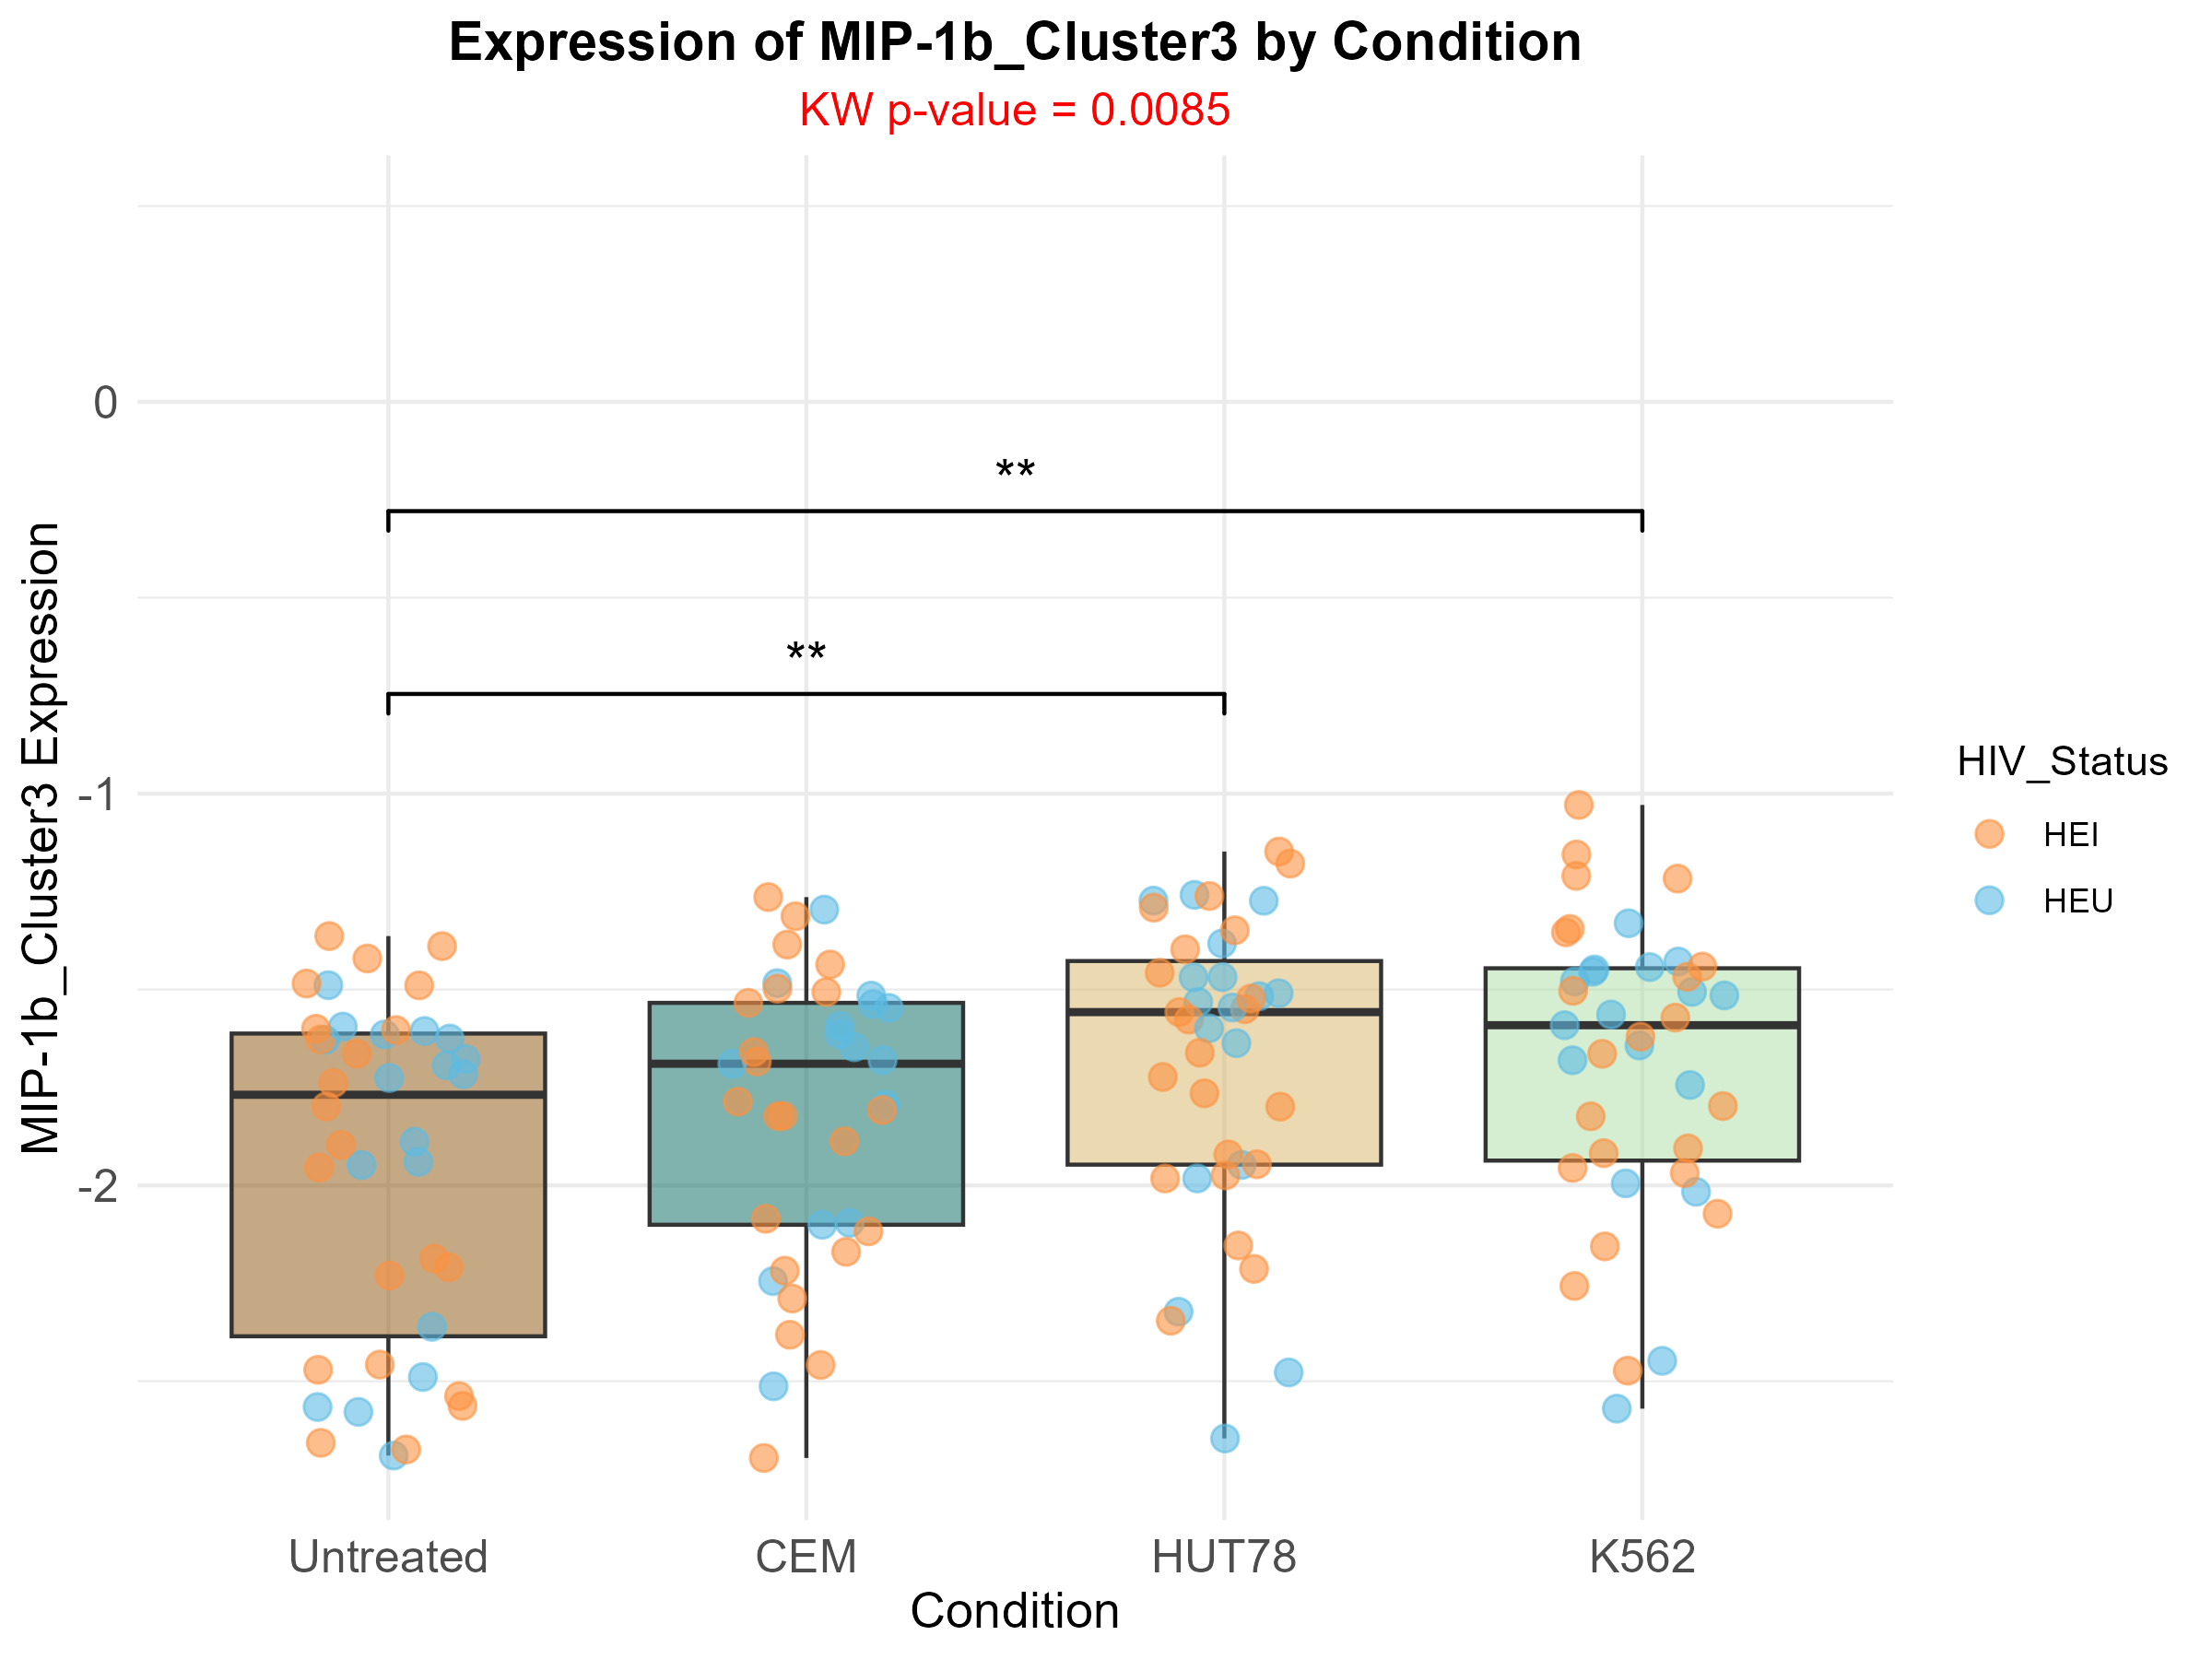 Expression of MIP-1b_Cluster3 by Condition
KW p-value = 0.0085
MIP-1b_Cluster3 Expression
0
-1
-2
**
**
Untreated
CEM
HUT78
K562
Condition
HIV_Status
HEI
HEU